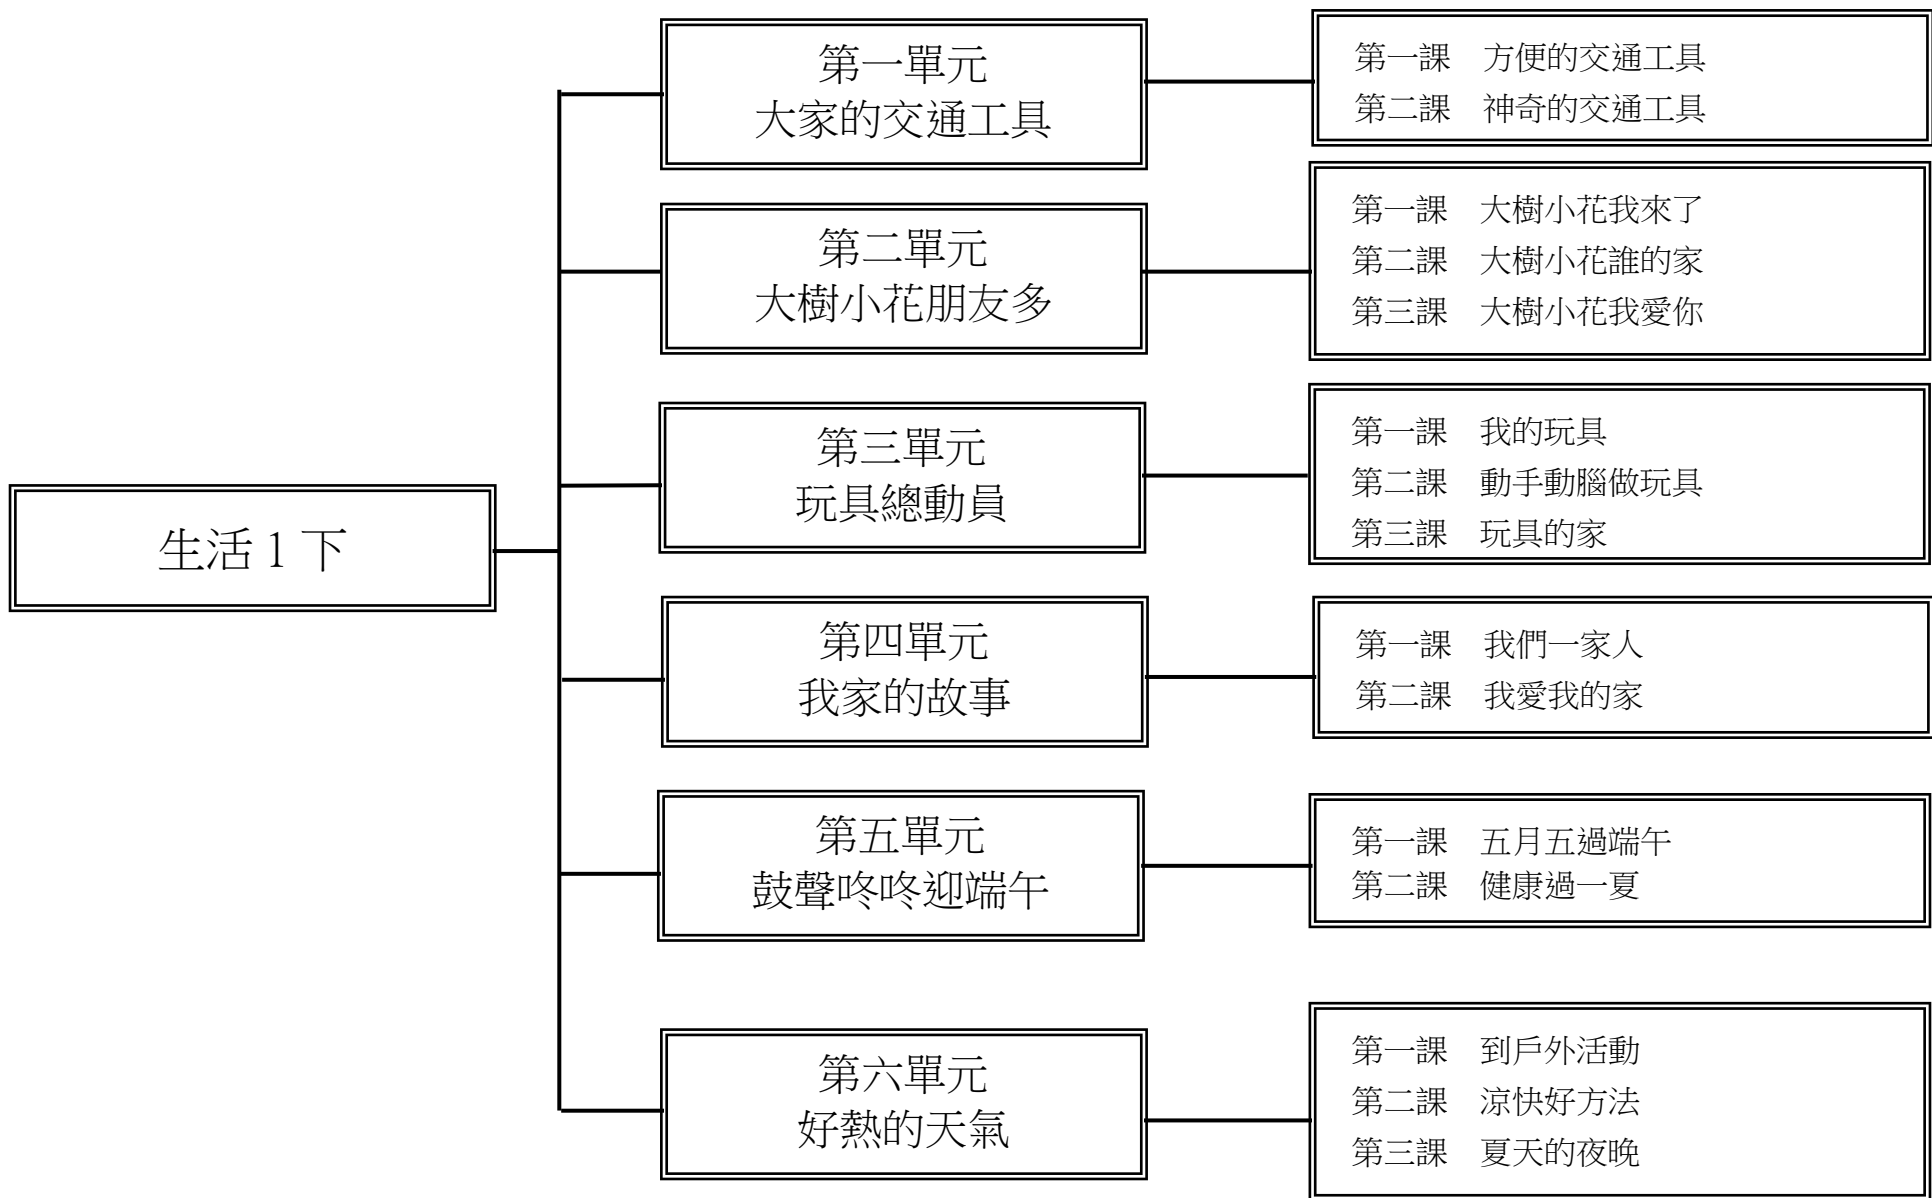 生活1下
第一單元
大家的交通工具
第一課　方便的交通工具
第二課　神奇的交通工具
第二單元
大樹小花朋友多
第一課　大樹小花我來了
第二課　大樹小花誰的家
第三課　大樹小花我愛你
第三單元
玩具總動員
第一課　我的玩具
第二課　動手動腦做玩具
第三課　玩具的家
第四單元
我家的故事
第一課　我們一家人
第二課　我愛我的家
第五單元
鼓聲咚咚迎端午
第一課　五月五過端午
第二課　健康過一夏
第六單元
好熱的天氣
第一課　到戶外活動
第二課　涼快好方法
第三課　夏天的夜晚